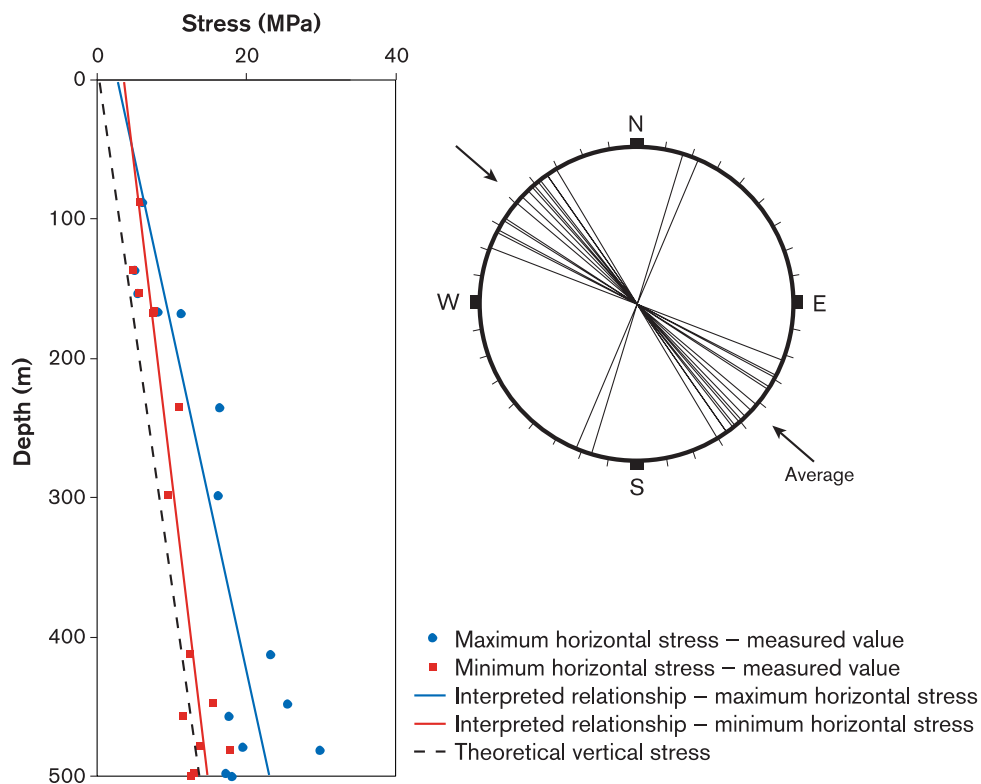 Stress (MPa)
0 20 40
0
100
200
300
400
500
Depth (m)
N
W
E
S
Average
Maximum horizontal stress – measured value
Minimum horizontal stress – measured value
Interpreted relationship – maximum horizontal stress
Interpreted relationship – minimum horizontal stress
Theoretical vertical stress